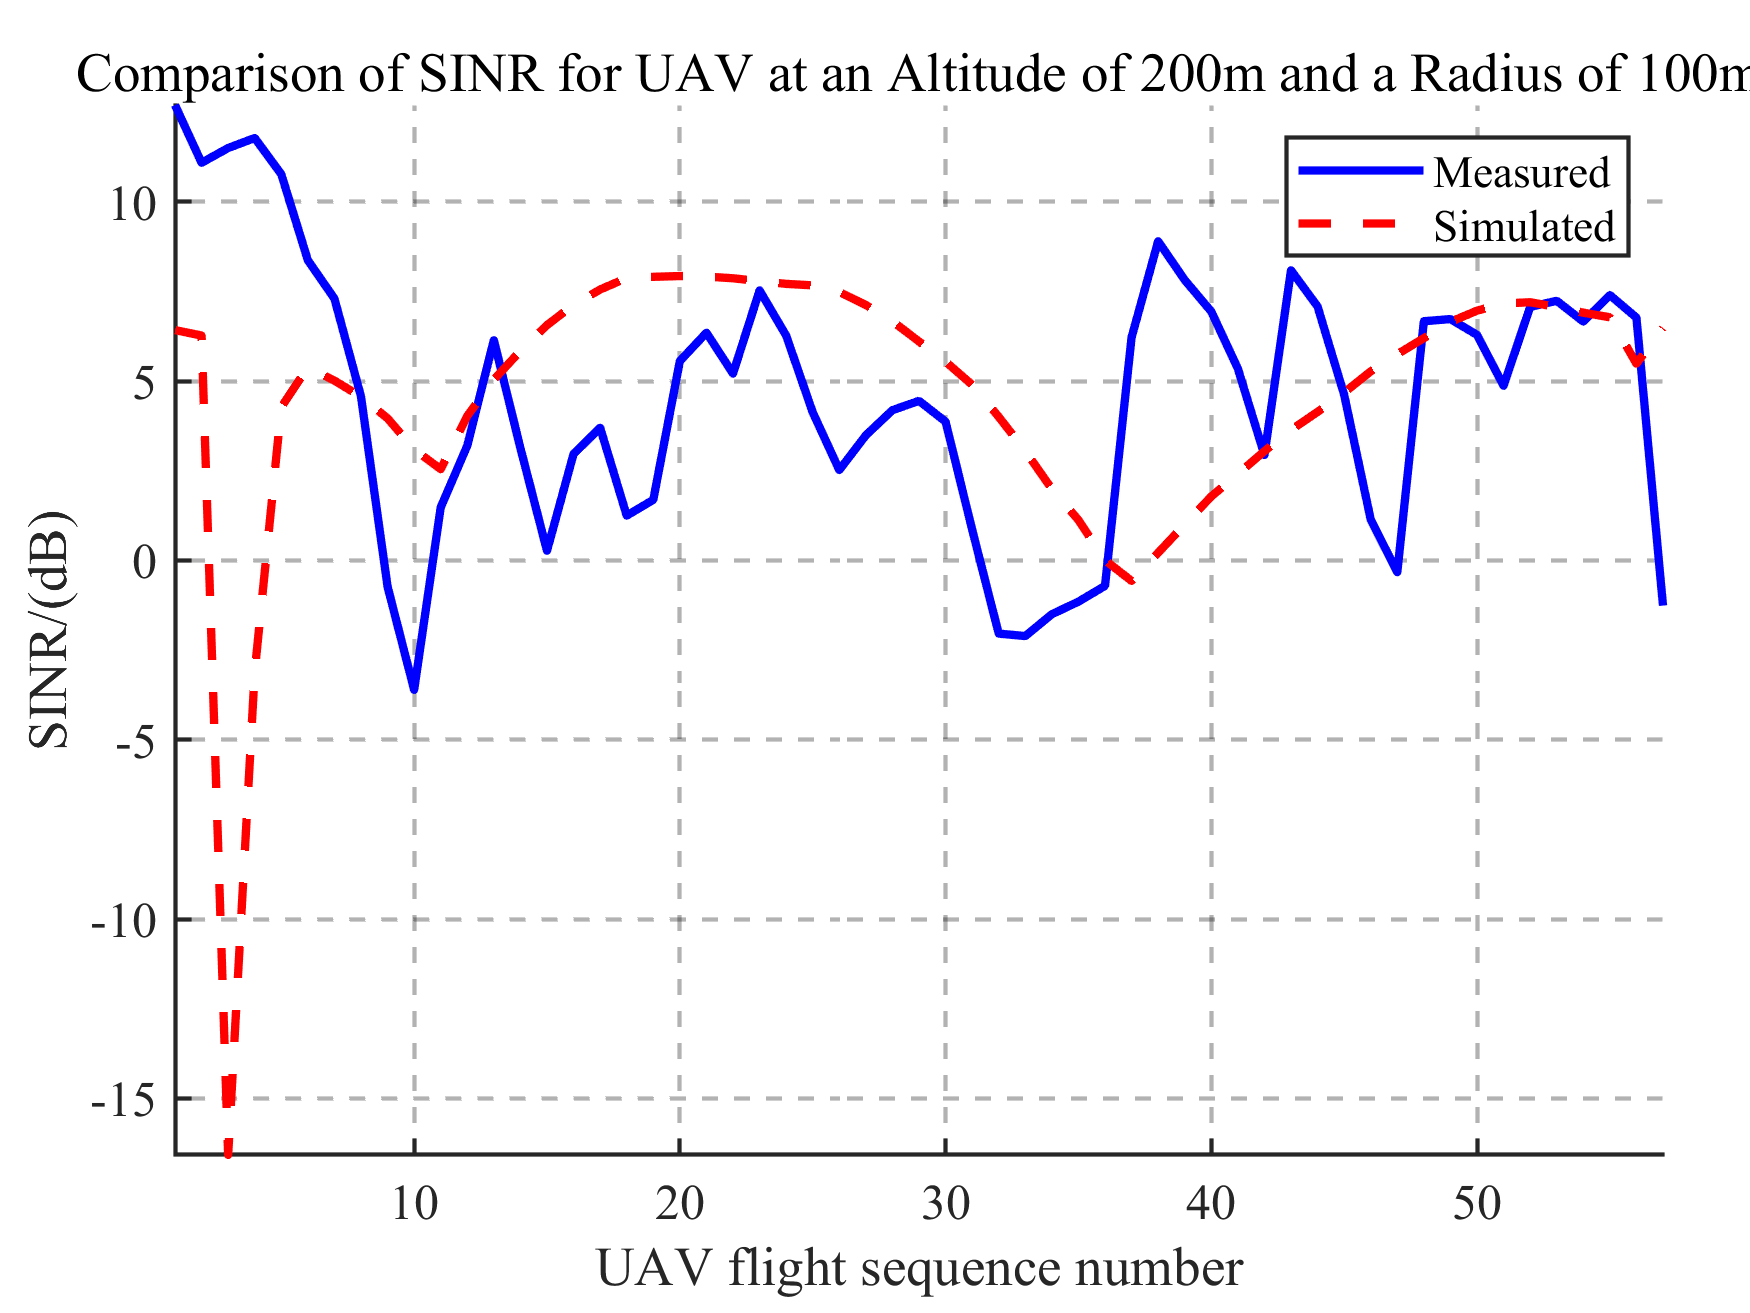 Comparison of SINR for UAV at an Altitude of 200m and a Radius of 100m
Measured
Simulated
10
5
0
-5
-10
-15
SINR/(dB)
10 20 30 40 50
UAV flight sequence number